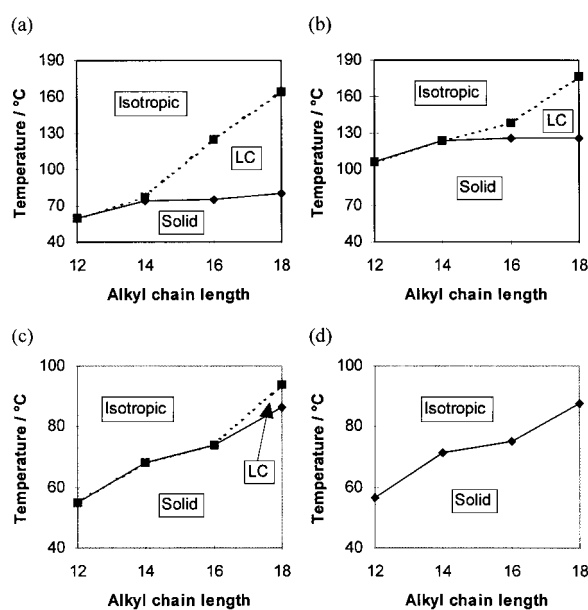 (a)
190
160
130
100
70
40
Temperature / °C
Isotropic
LC
Solid
12 14 16 18
Alkyl chain length
(b)
190
160
130
100
70
40
Temperature / °C
Isotropic
LC
Solid
12 14 16 18
Alkyl chain length
(c)
100
80
60
40
Temperature / °C
Isotropic
LC
Solid
12 14 16 18
Alkyl chain length
(d)
100
80
60
40
Temperature / °C
Isotropic
Solid
12 14 16 18
Alkyl chain length